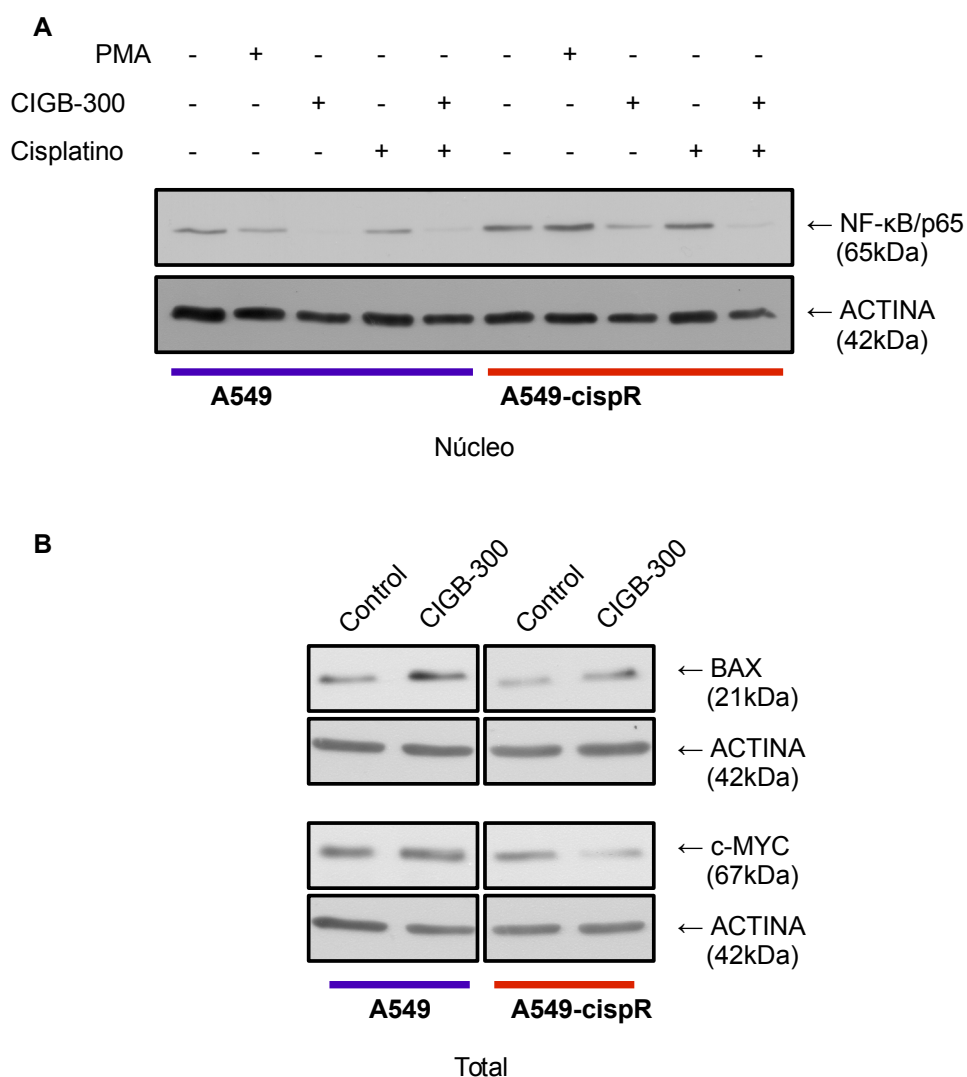 A
PMA - + - - - - + - - -
CIGB-300 - - + - + - - + - +
Cisplatino - - - + + - - - + +
← NF-κB/p65
(65kDa)
← ACTINA
(42kDa)
A549 A549-cispR
Núcleo
B
Control CIGB-300 Control CIGB-300
← BAX
(21kDa)
← ACTINA
(42kDa)
← c-MYC
(67kDa)
← ACTINA
(42kDa)
A549 A549-cispR
Total